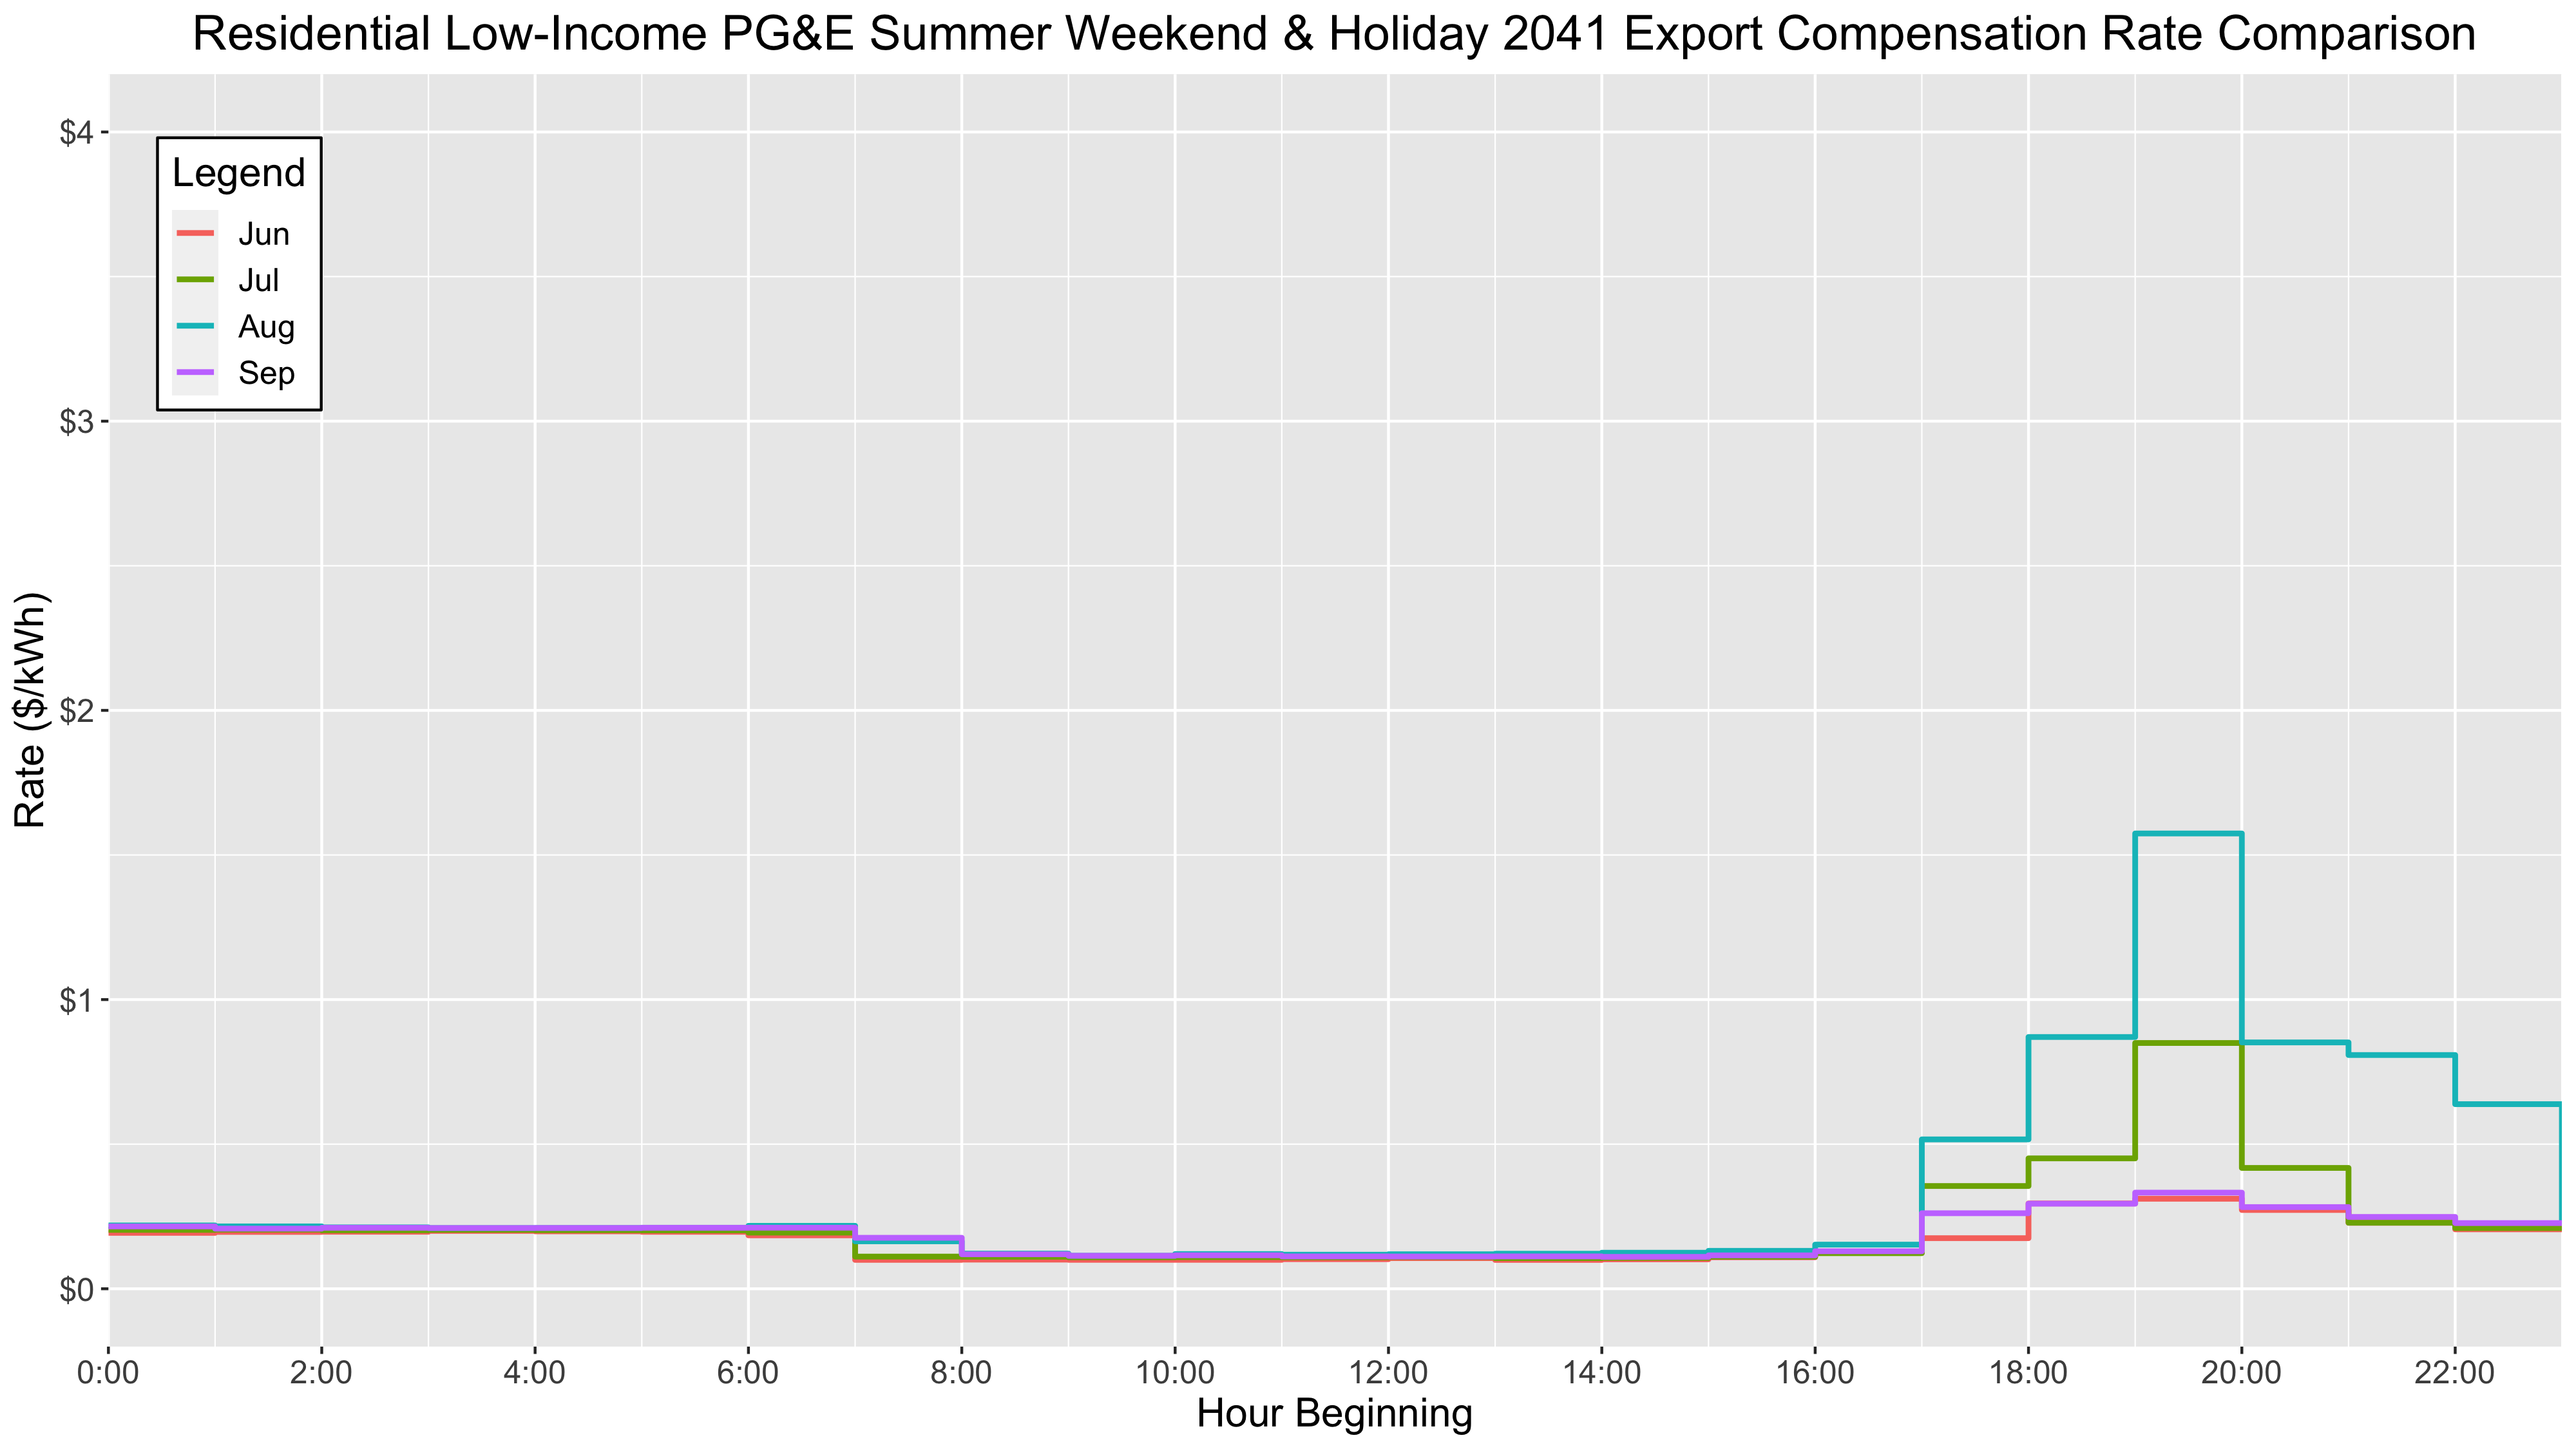 Residential Low-Income PG&E Summer Weekend & Holiday 2041 Export Compensation Rate Comparison
Legend
Jun
Jul
Aug
Sep
Rate ($/kWh)
$4
$3
$2
$1
$0
0:00 2:00 4:00 6:00 8:00 10:00 12:00 14:00 16:00 18:00 20:00 22:00
Hour Beginning